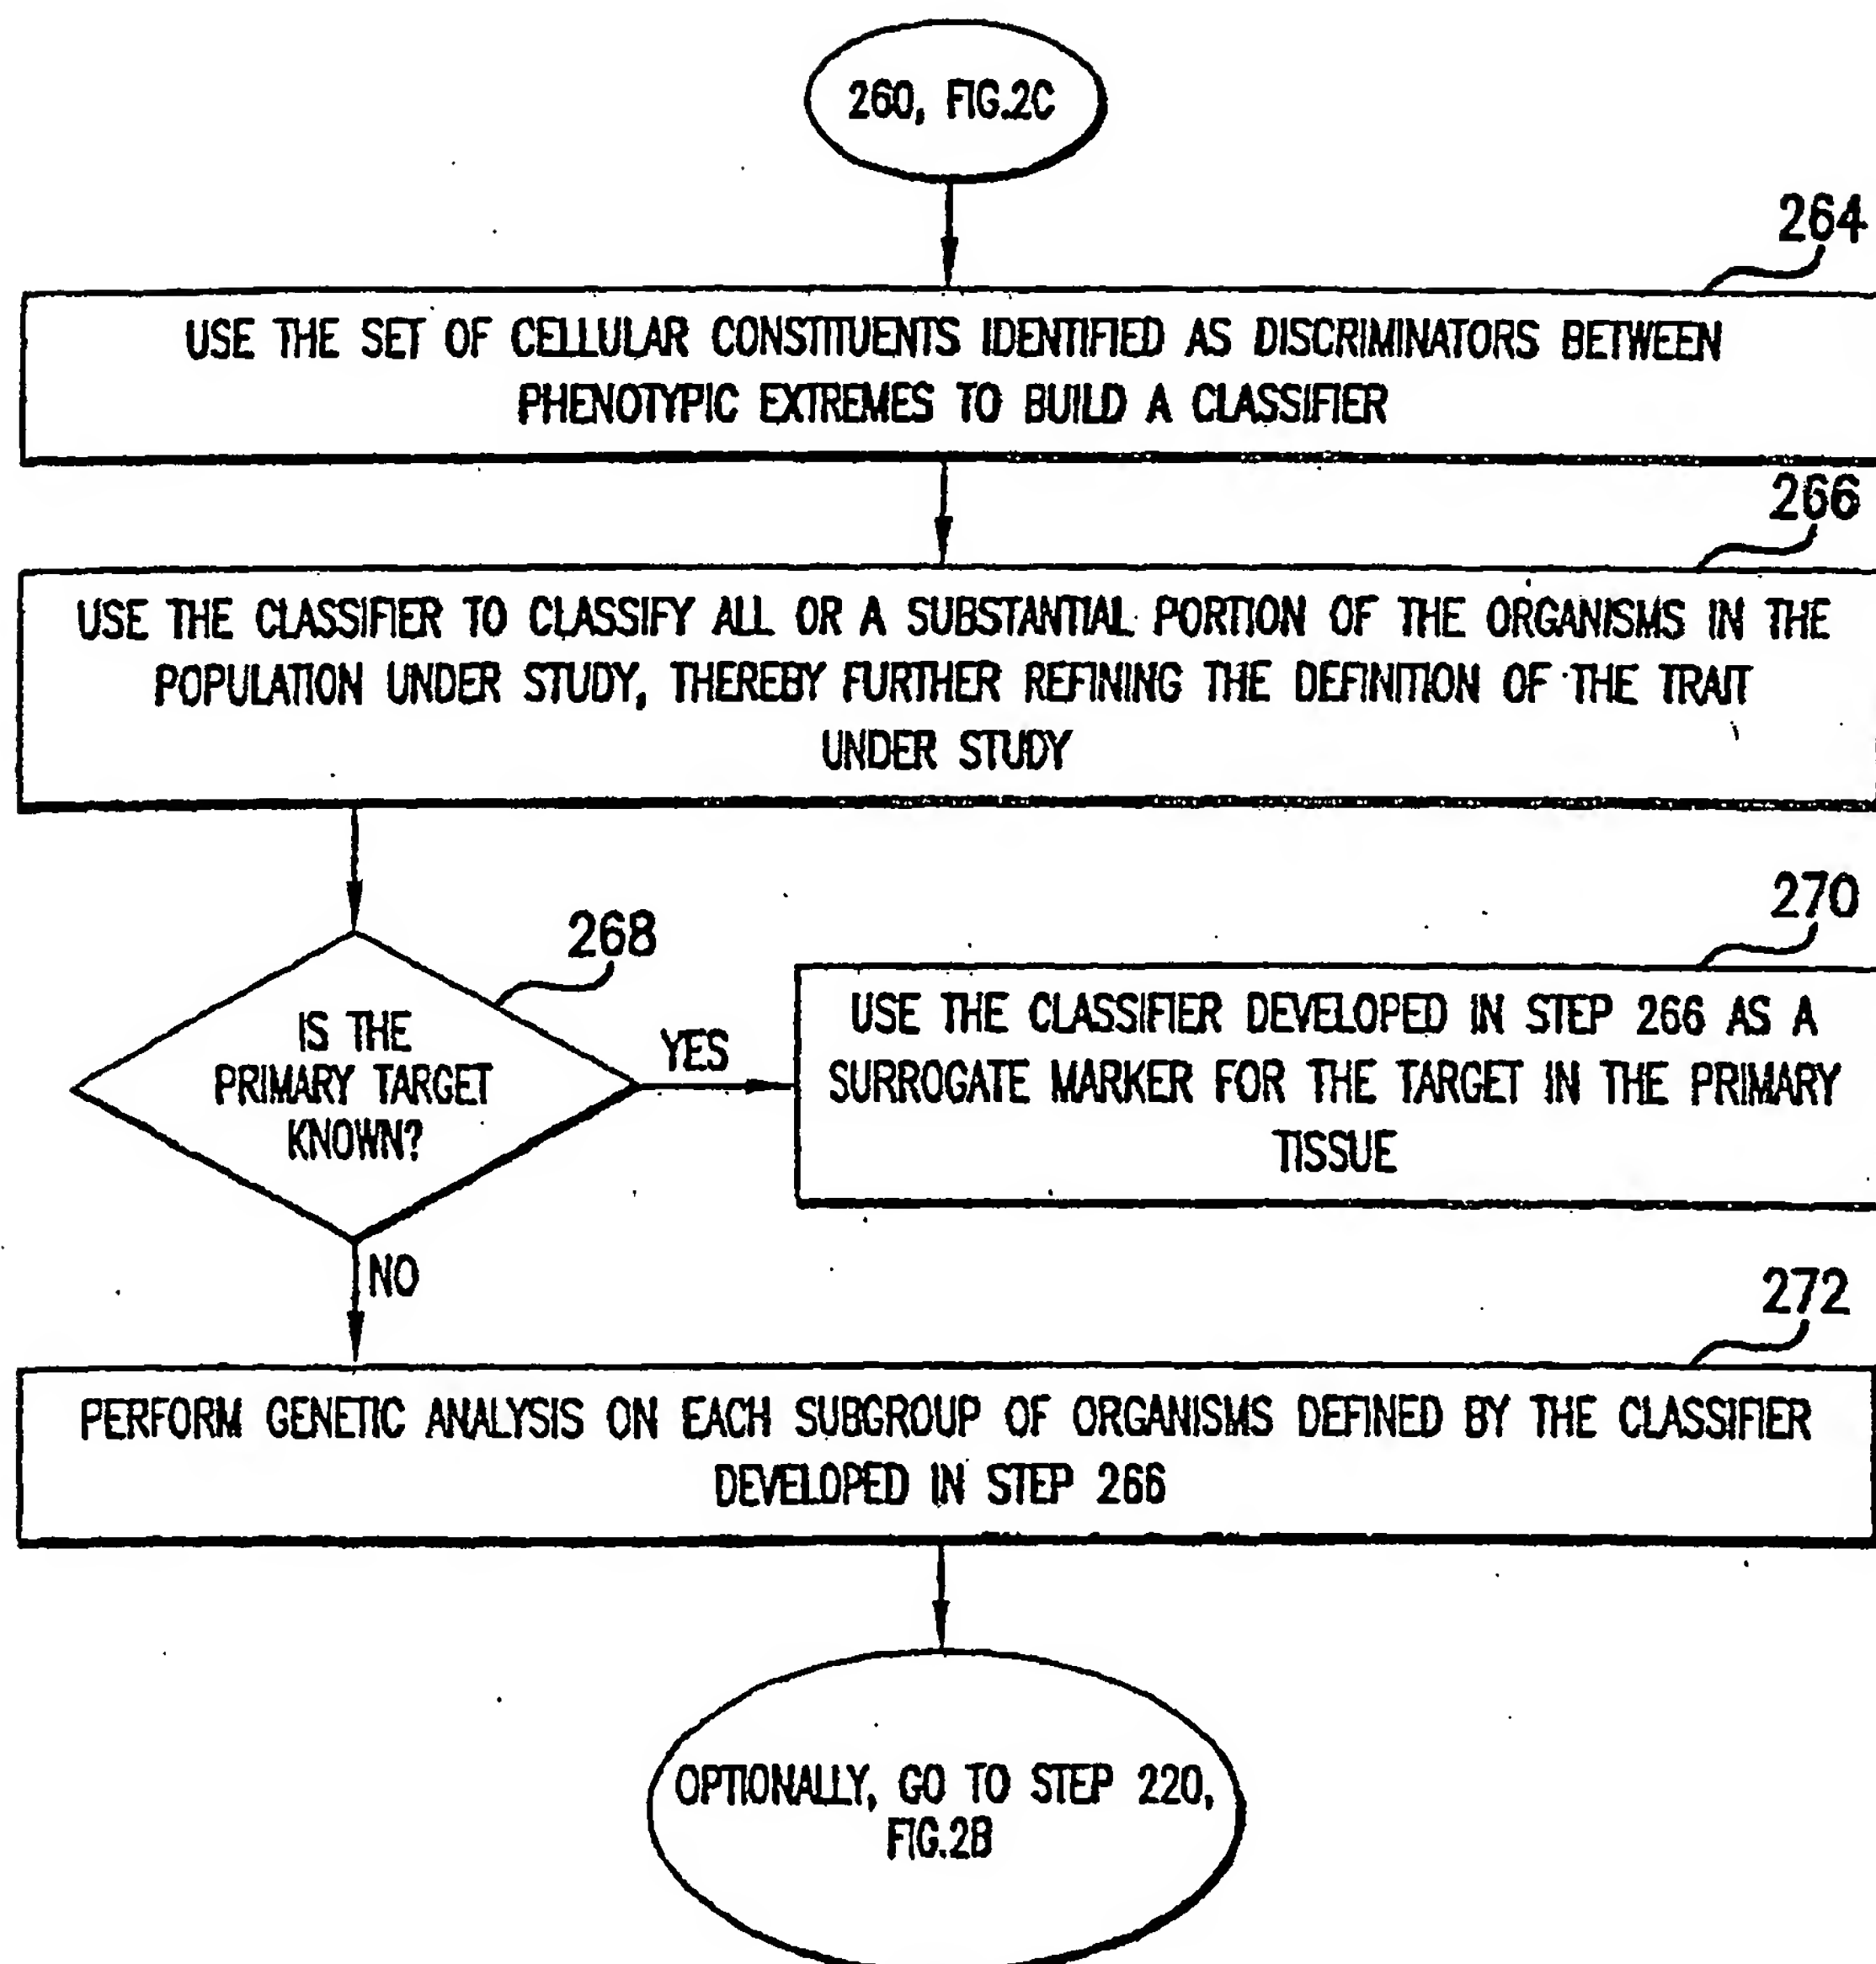 260, FIG.2C
264
USE THE SET OF CELLULAR CONSTITUENTS IDENTIFIED AS DISCRIMINATORS BETWEEN
PHENOTYPIC EXTREMES TO BUILD A CLASSIFIER
266
USE THE CLASSIFIER TO CLASSIFY ALL OR A SUBSTANTIAL PORTION OF THE ORGANISMS IN THE
POPULATION UNDER STUDY, THEREBY FURTHER REFINING THE DEFINITION OF THE TRAIT
UNDER STUDY
268
IS THE
PRIMARY TARGET
KNOWN?
YES
270
USE THE CLASSIFIER DEVELOPED IN STEP 266 AS A
SURROGATE MARKER FOR THE TARGET IN THE PRIMARY
TISSUE
NO
272
PERFORM GENETIC ANALYSIS ON EACH SUBGROUP OF ORGANISMS DEFINED BY THE CLASSIFIER
DEVELOPED IN STEP 266
OPTIONALLY, GO TO STEP 220,
FIG.2B